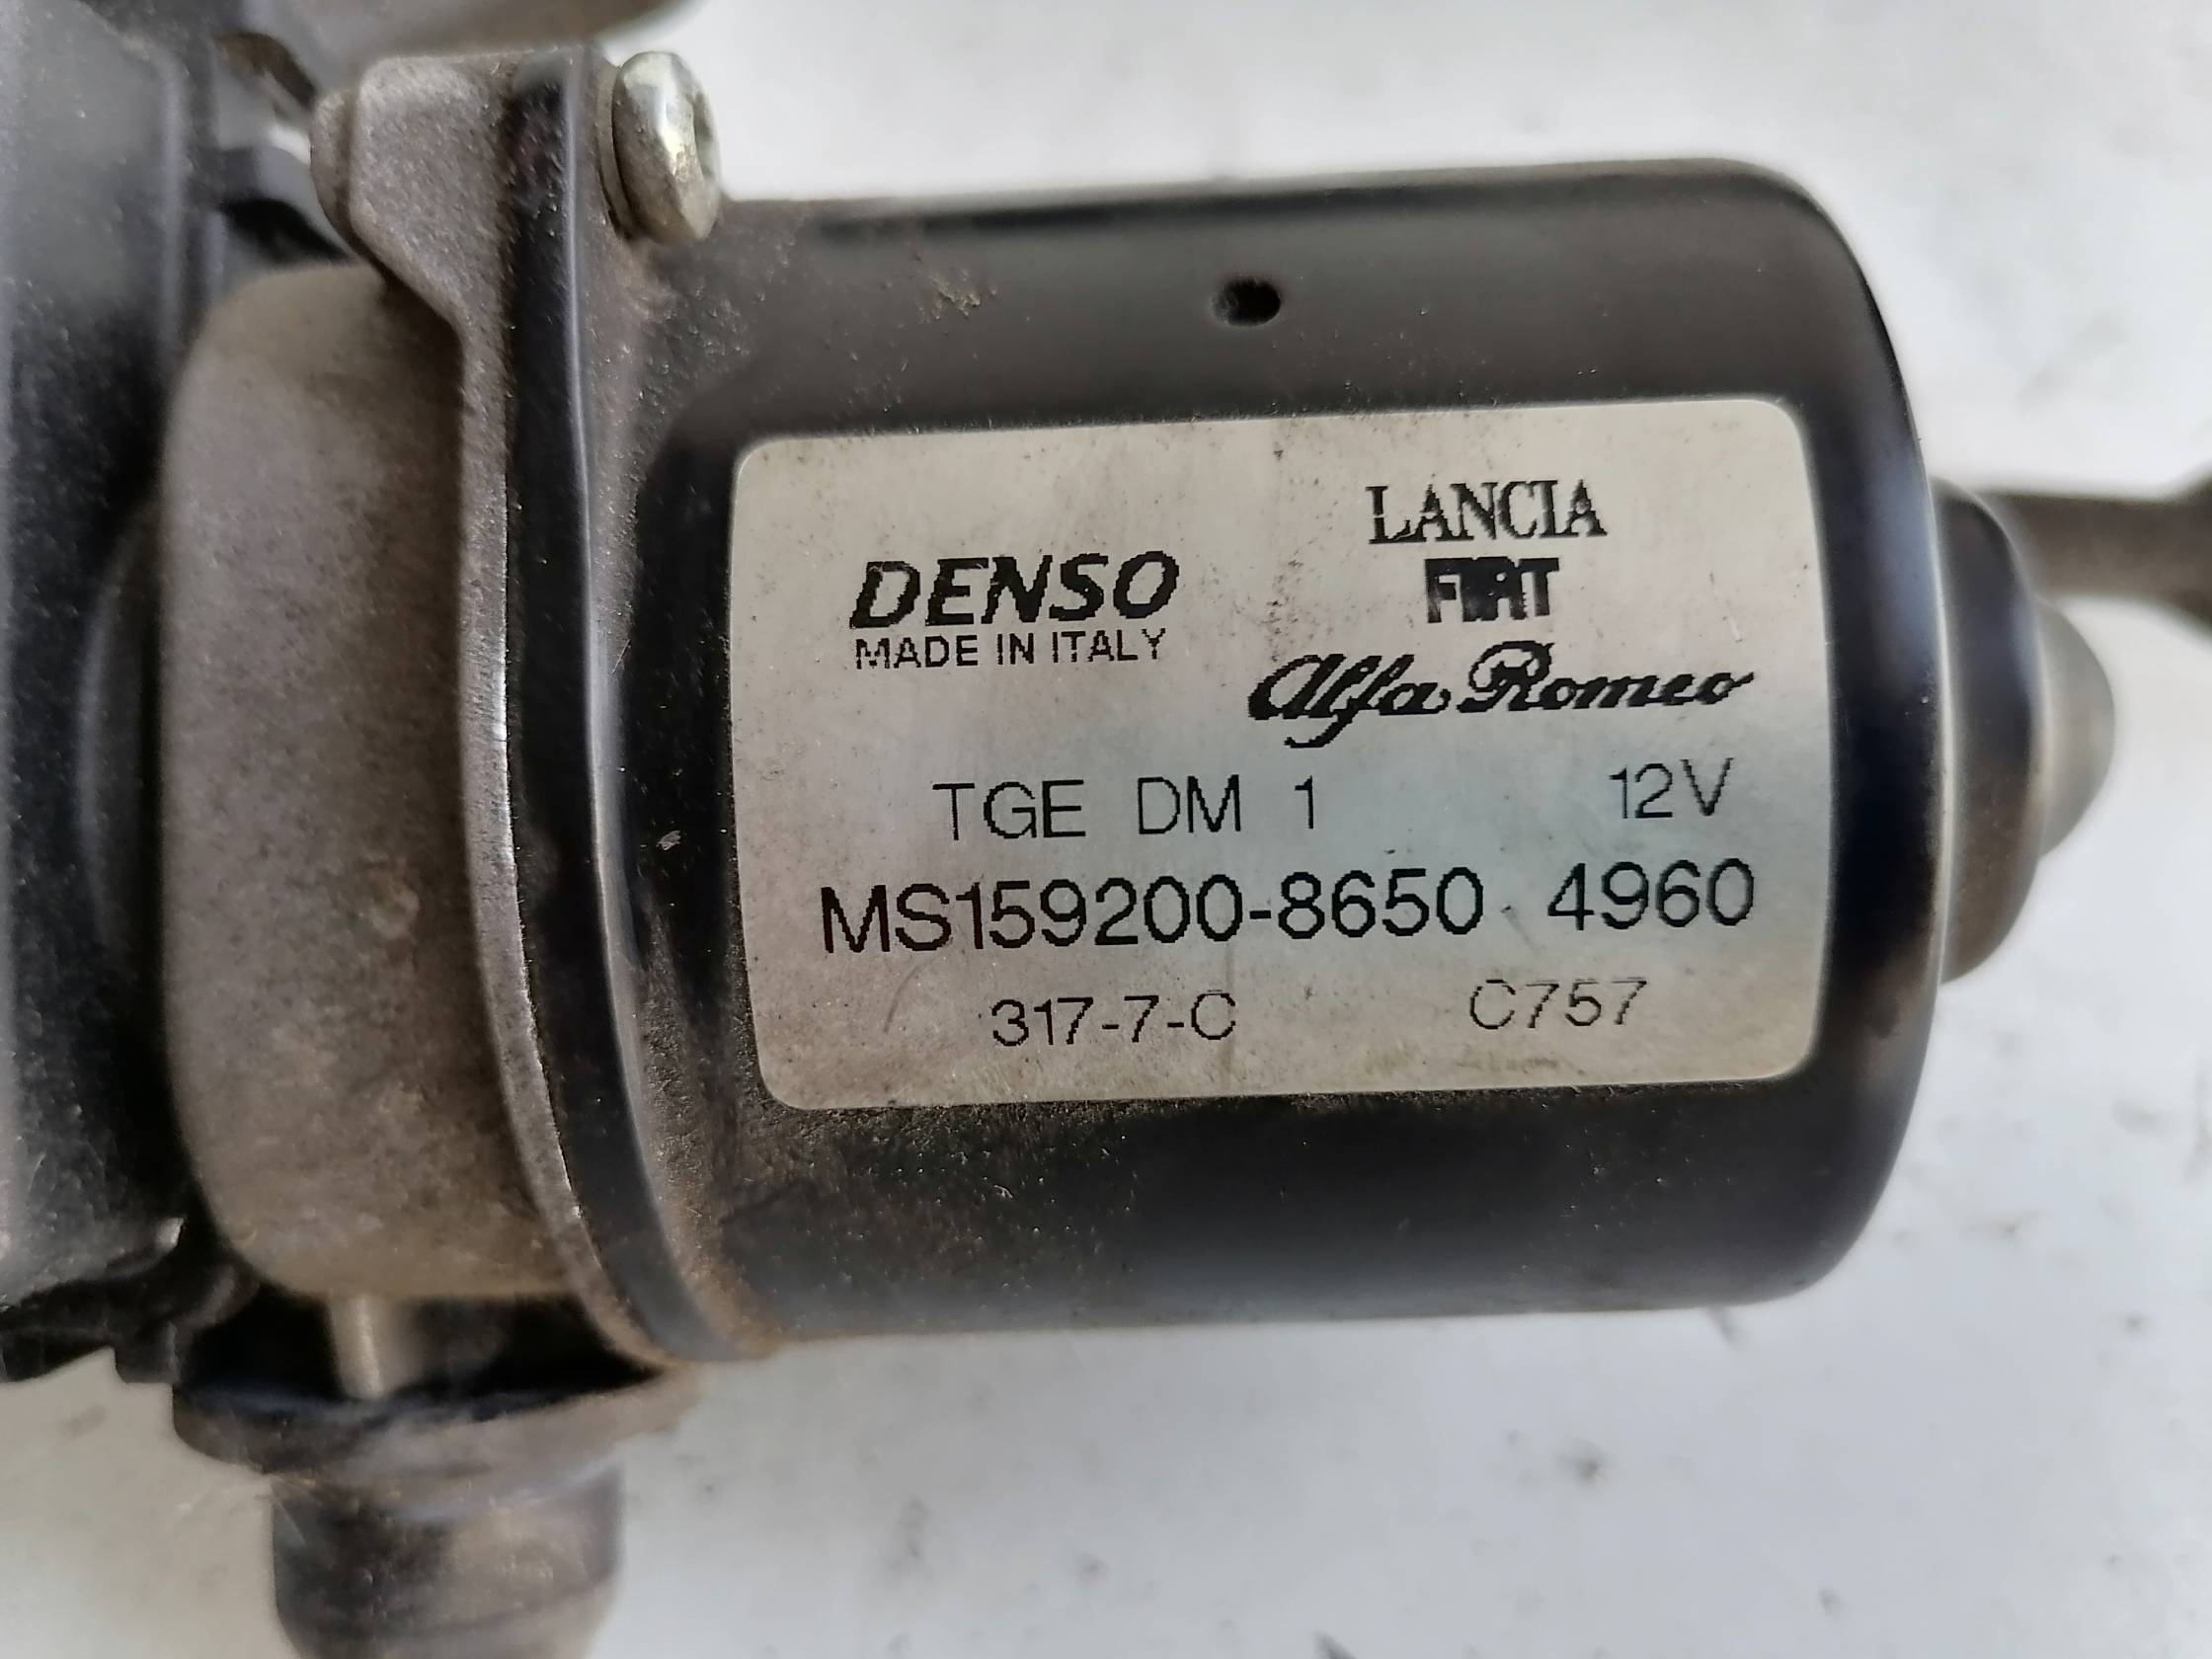 DENSO
MADE IN ITALY
LANCIA
FIAT
Alfa Romeo
TGE DM 1 12V
MS159200-8650 4960
317-7-C C757